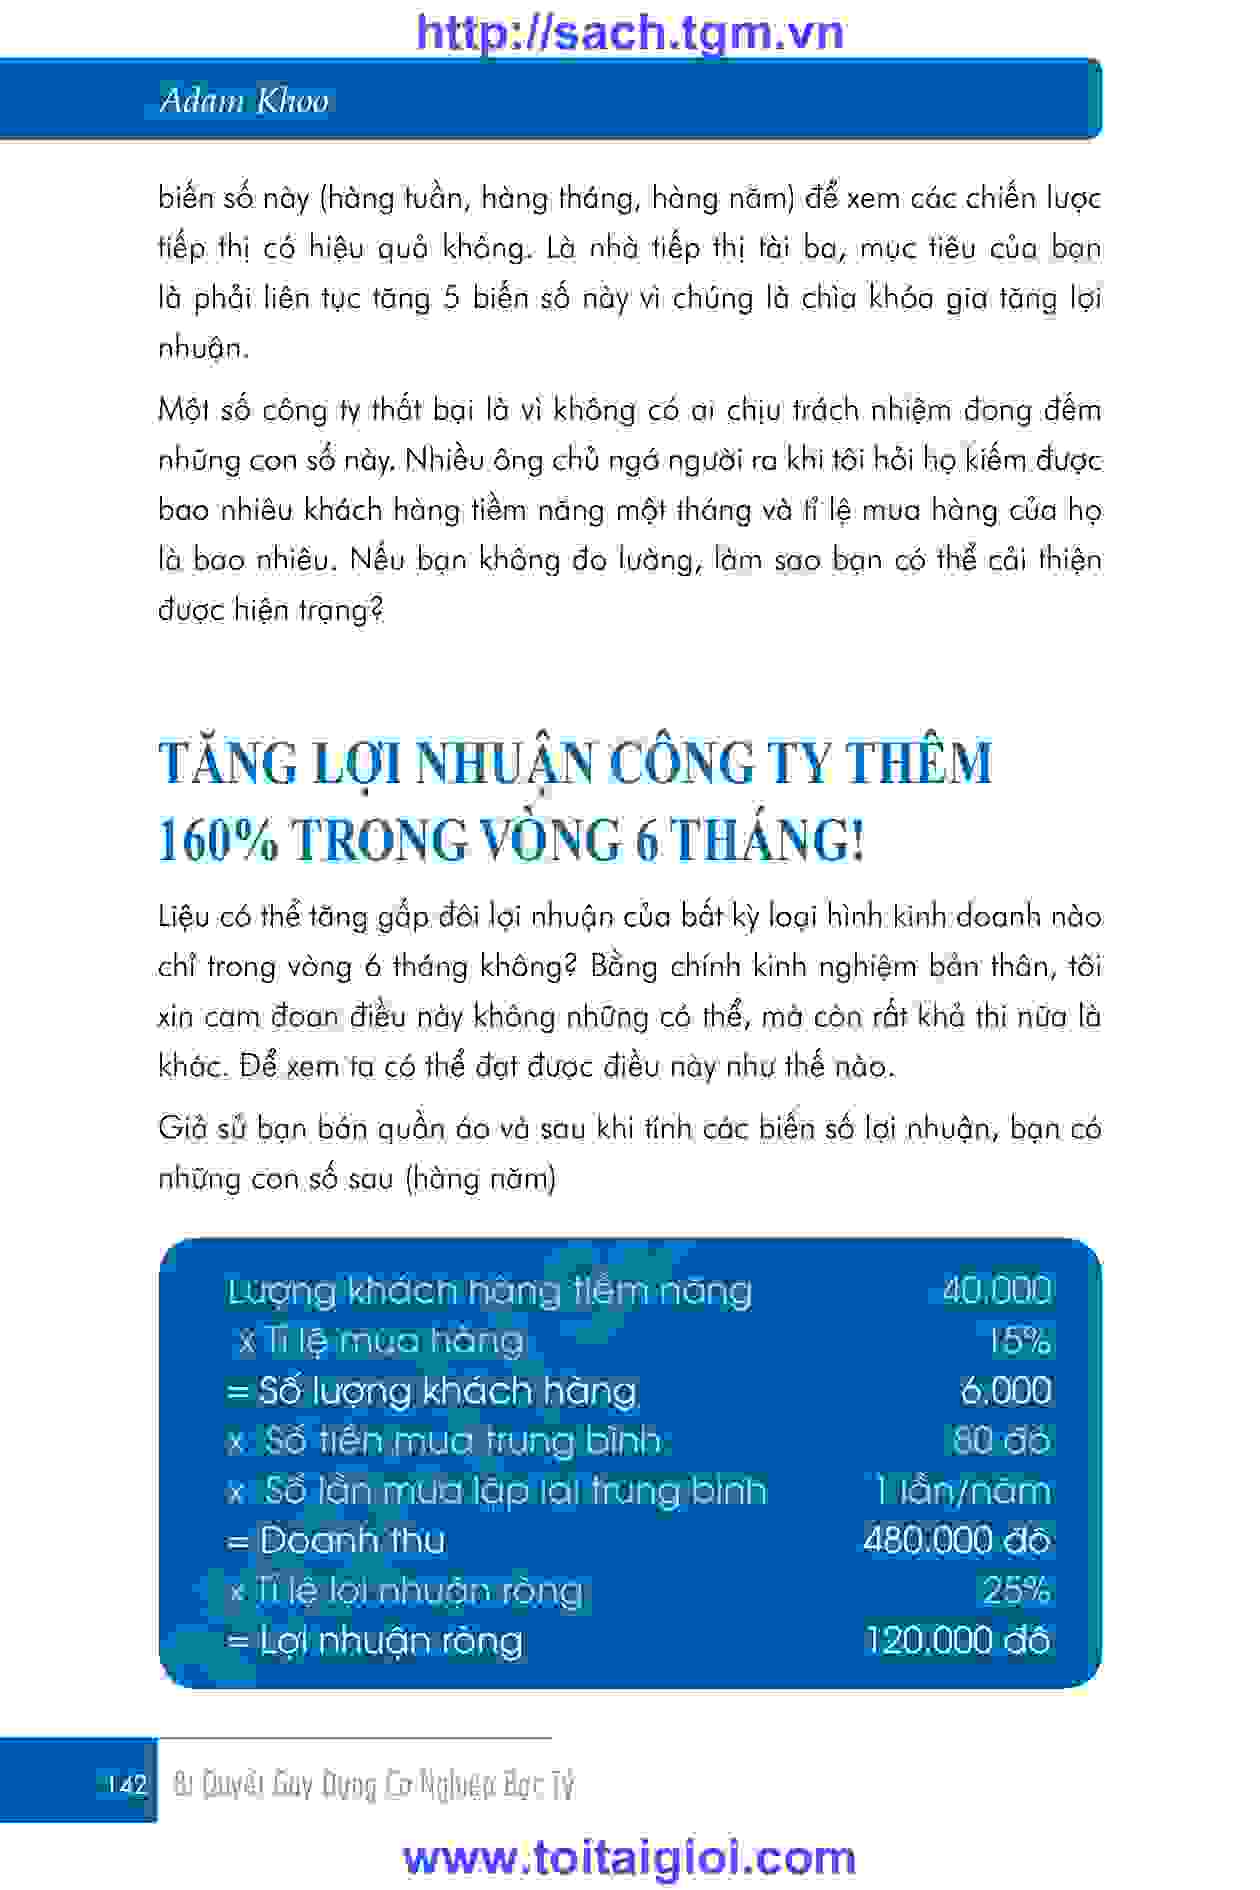 http://sach.tgm.vn
Adam Khoo
biến số này (hàng tuần, hàng tháng, hàng năm) để xem các chiến lược
tiếp thị có hiệu quả không. Là nhà tiếp thị tài ba, mục tiêu của bạn
là phải liên tục tăng 5 biến số này vì chúng là chìa khóa gia tăng lợi
nhuận.
Một số công ty thất bại là vì không có ai chịu trách nhiệm đong đếm
những con số này. Nhiều ông chủ ngớ người ra khi tôi hỏi họ kiếm được
bao nhiêu khách hàng tiềm năng một tháng và tỉ lệ mua hàng của họ
là bao nhiêu. Nếu bạn không đo lường, làm sao bạn có thể cải thiện
được hiện trạng?
TĂNG LỢI NHUẬN CÔNG TY THÊM
160% TRONG VÒNG 6 THÁNG!
Liệu có thể tăng gấp đôi lợi nhuận của bất kỳ loại hình kinh doanh nào
chỉ trong vòng 6 tháng không? Bằng chính kinh nghiệm bản thân, tôi
xin cam đoan điều này không những có thể, mà còn rất khả thi nữa là
khác. Để xem ta có thể đạt được điều này như thế nào.
Giả sử bạn bán quần áo và sau khi tính các biến số lợi nhuận, bạn có
những con số sau (hàng năm)
Lượng khách hàng tiềm năng 40.000
x Tỉ lệ mua hàng 15%
= Số lượng khách hàng 6.000
x Số tiền mua trung bình 80 đô
x Số lần mua lặp lại trung bình 1 lần/năm
= Doanh thu 480.000 đô
x Tỉ lệ lợi nhuận ròng 25%
= Lợi nhuận ròng 120.000 đô
142 Bí Quyết Gây Dựng Cơ Nghiệp Bạc Tỷ
www.toitaigioi.com